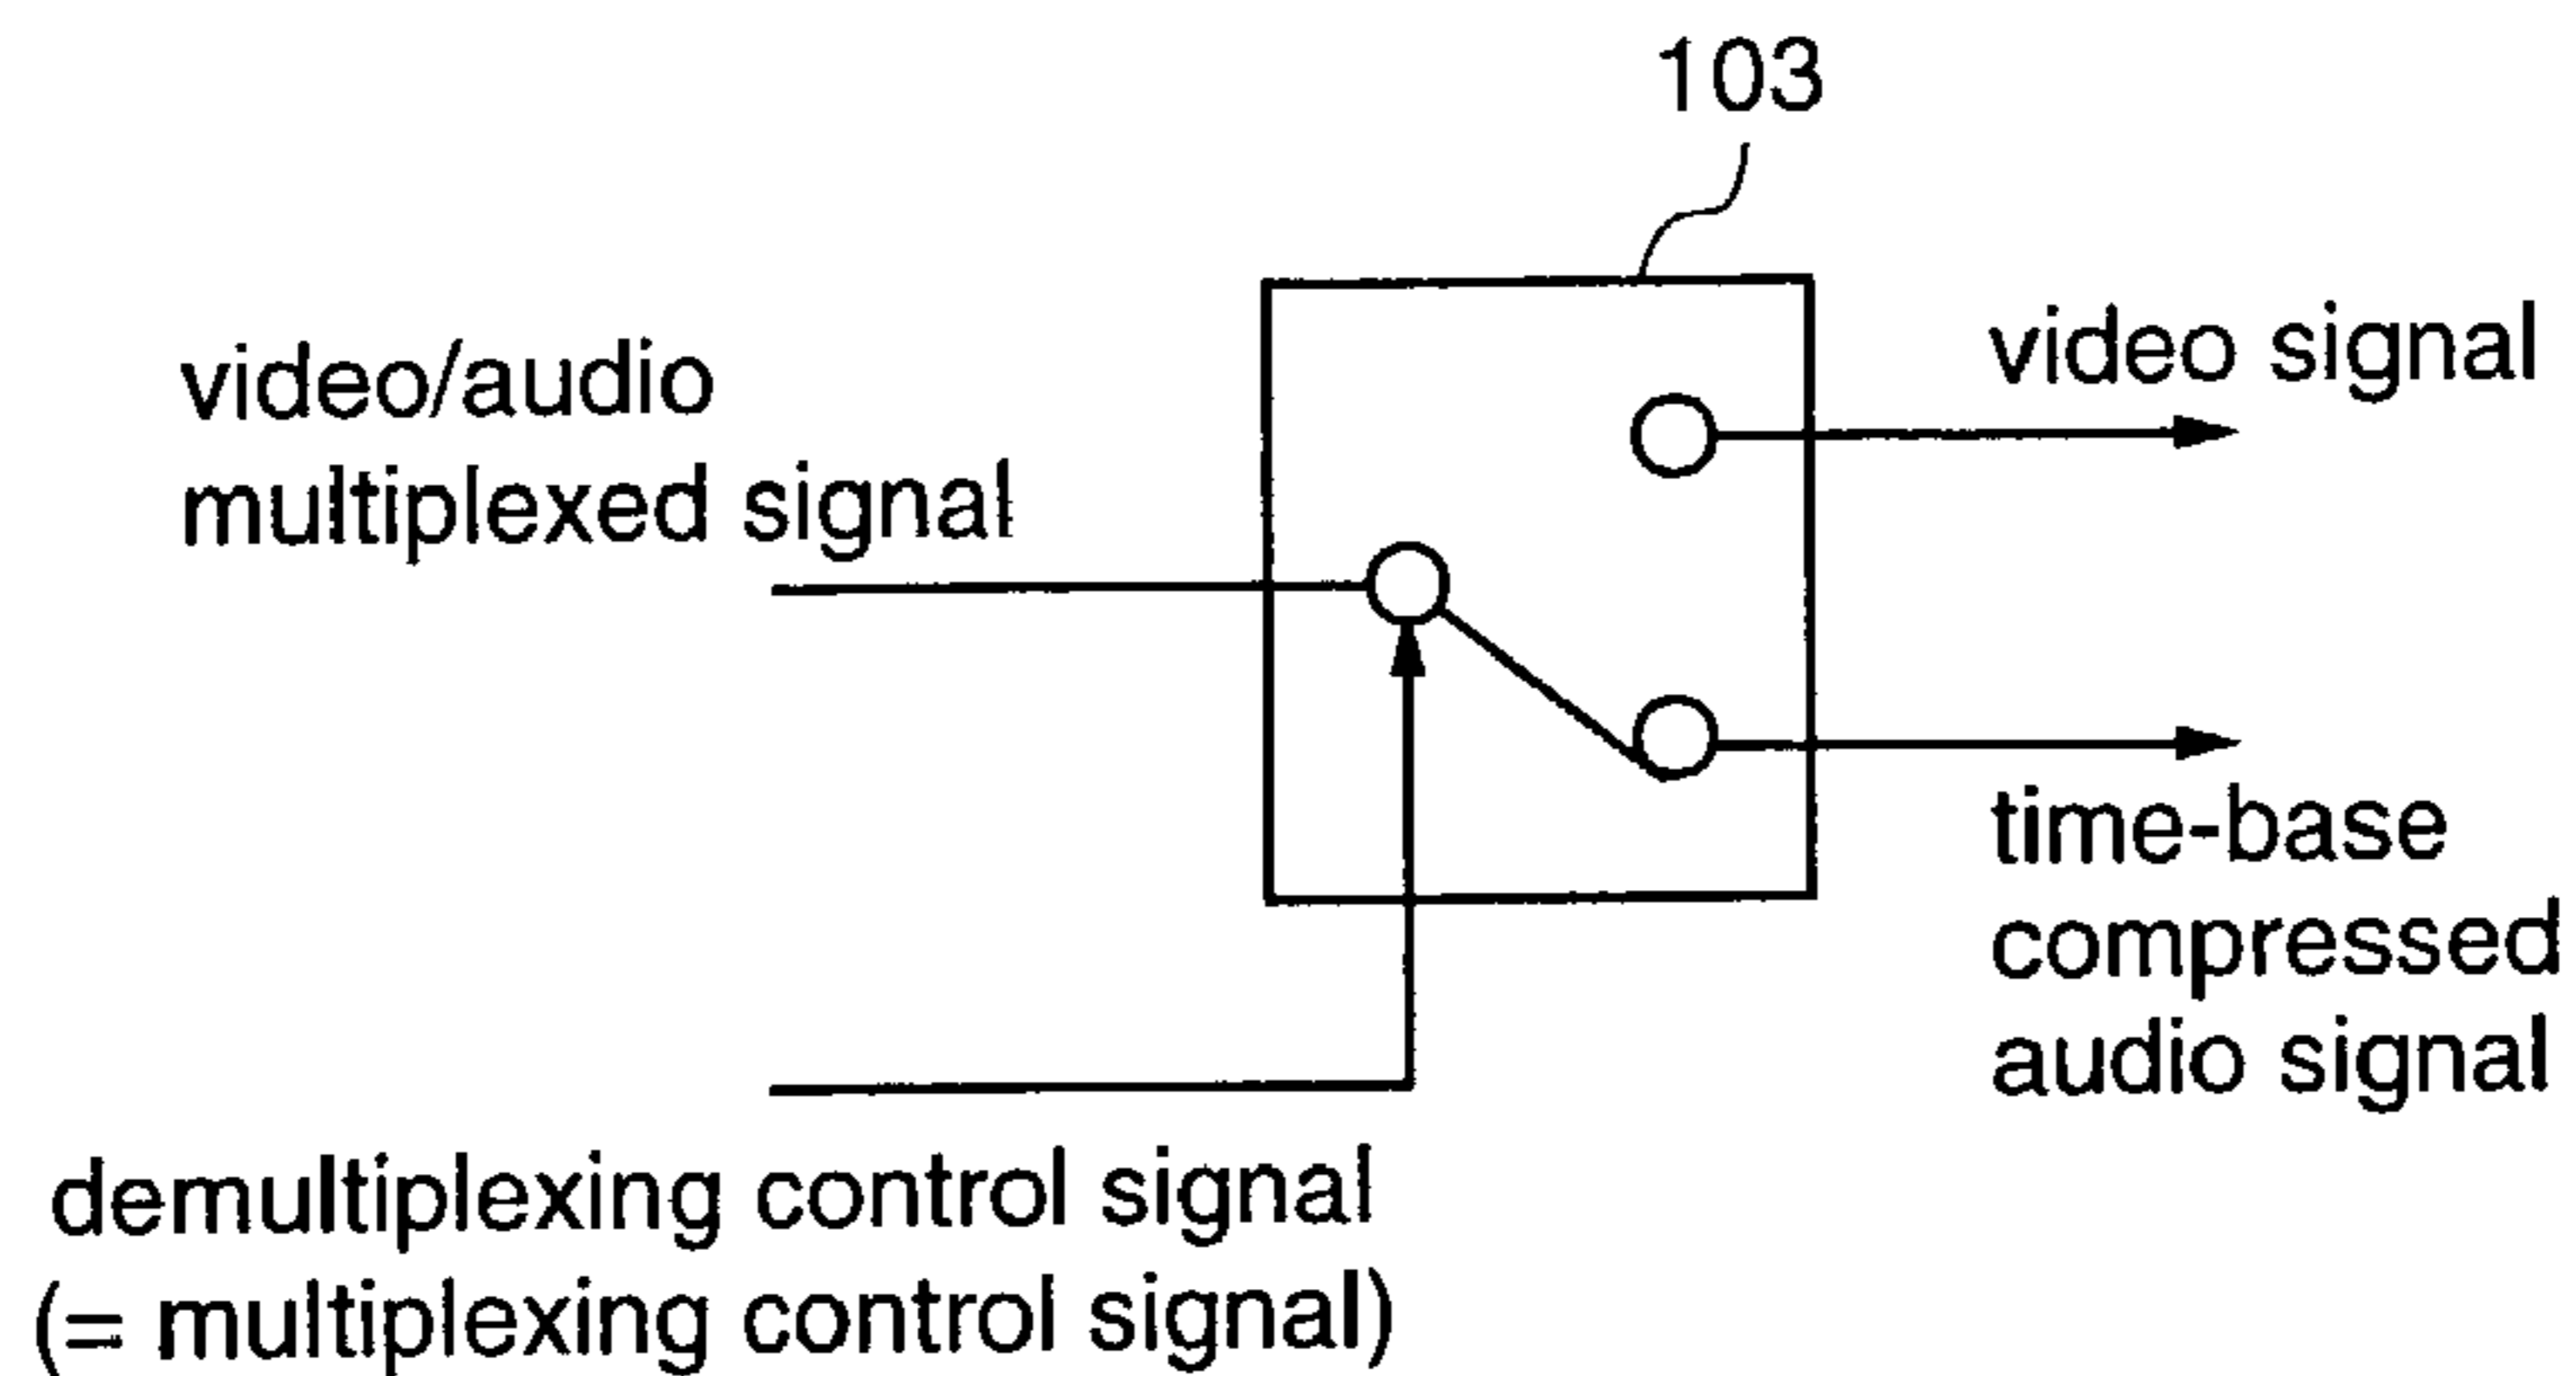 103
video/audio
multiplexed signal
video signal
time-base
compressed
audio signal
demultiplexing control signal
(= multiplexing control signal)